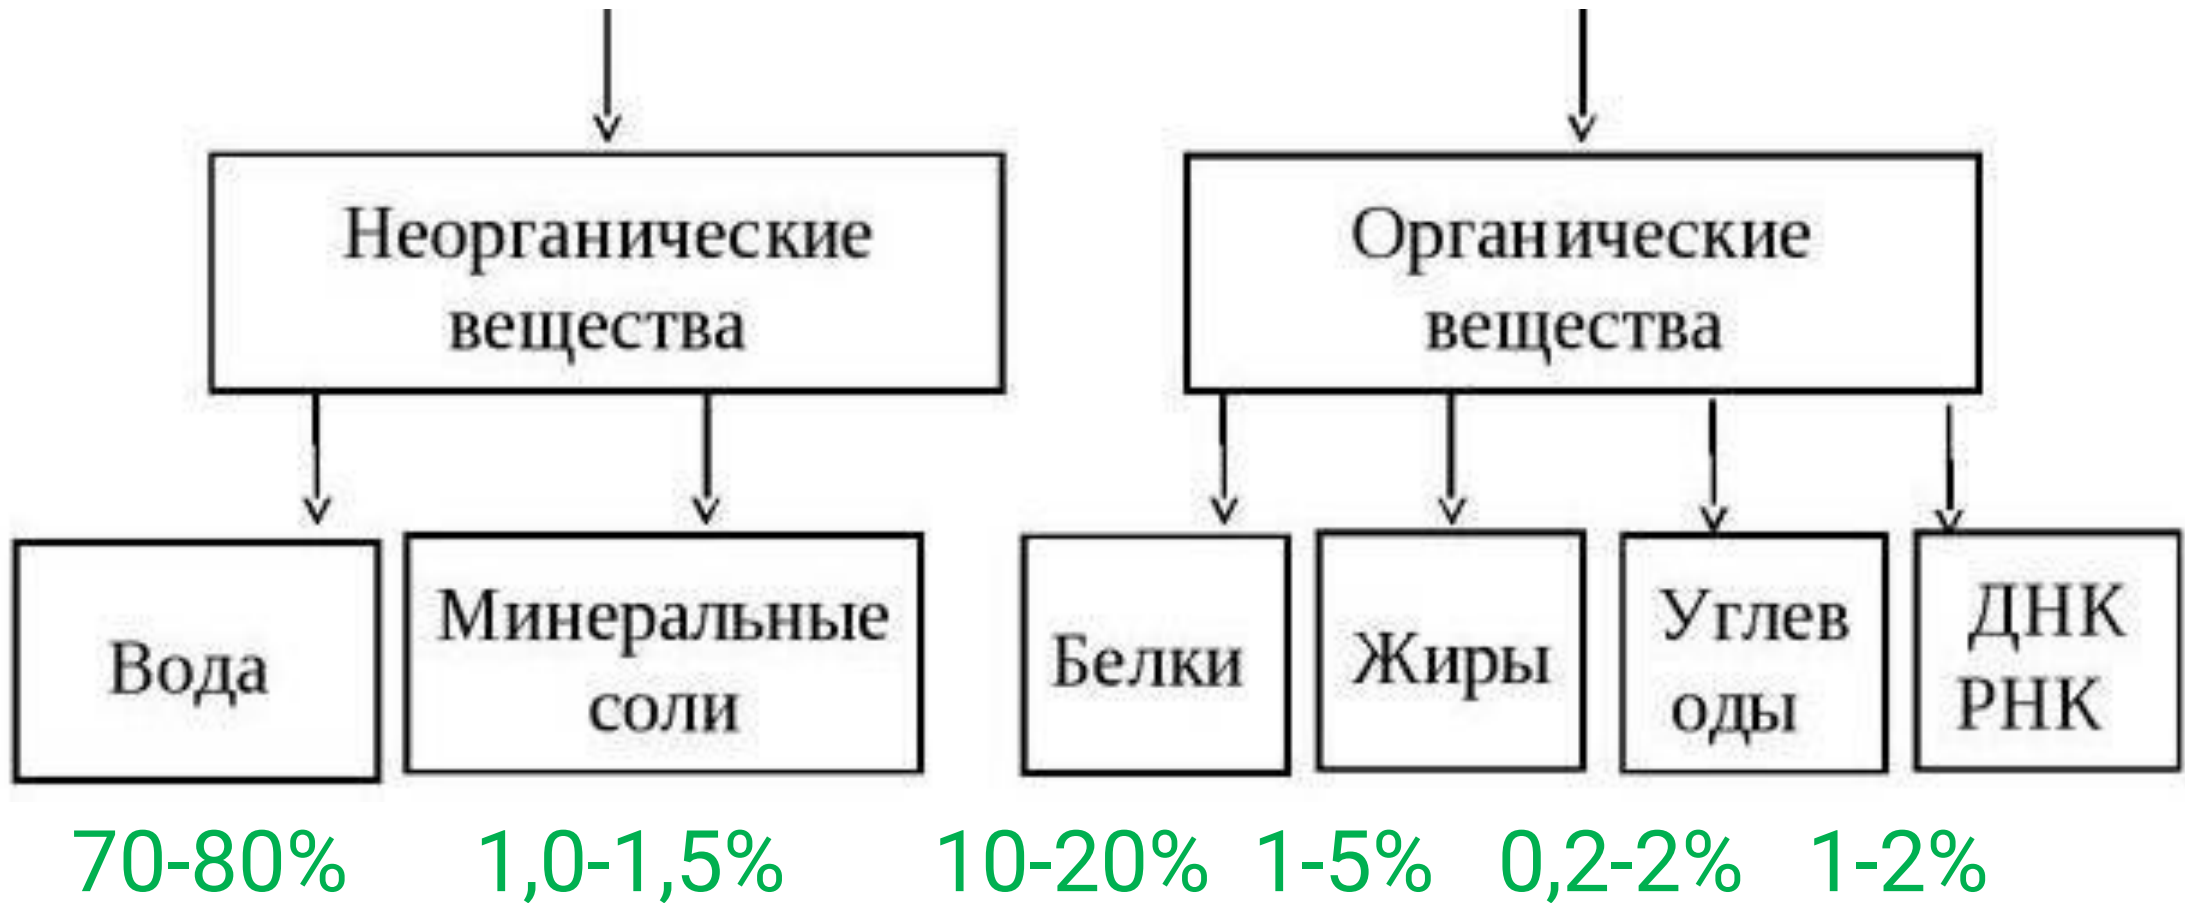 Неорганические
вещества
Органические
вещества
Вода
Минеральные
соли
Белки
Жиры
Углев
оды
ДНК
РНК
70-80%
1,0-1,5%
10-20%
1-5%
0,2-2%
1-2%